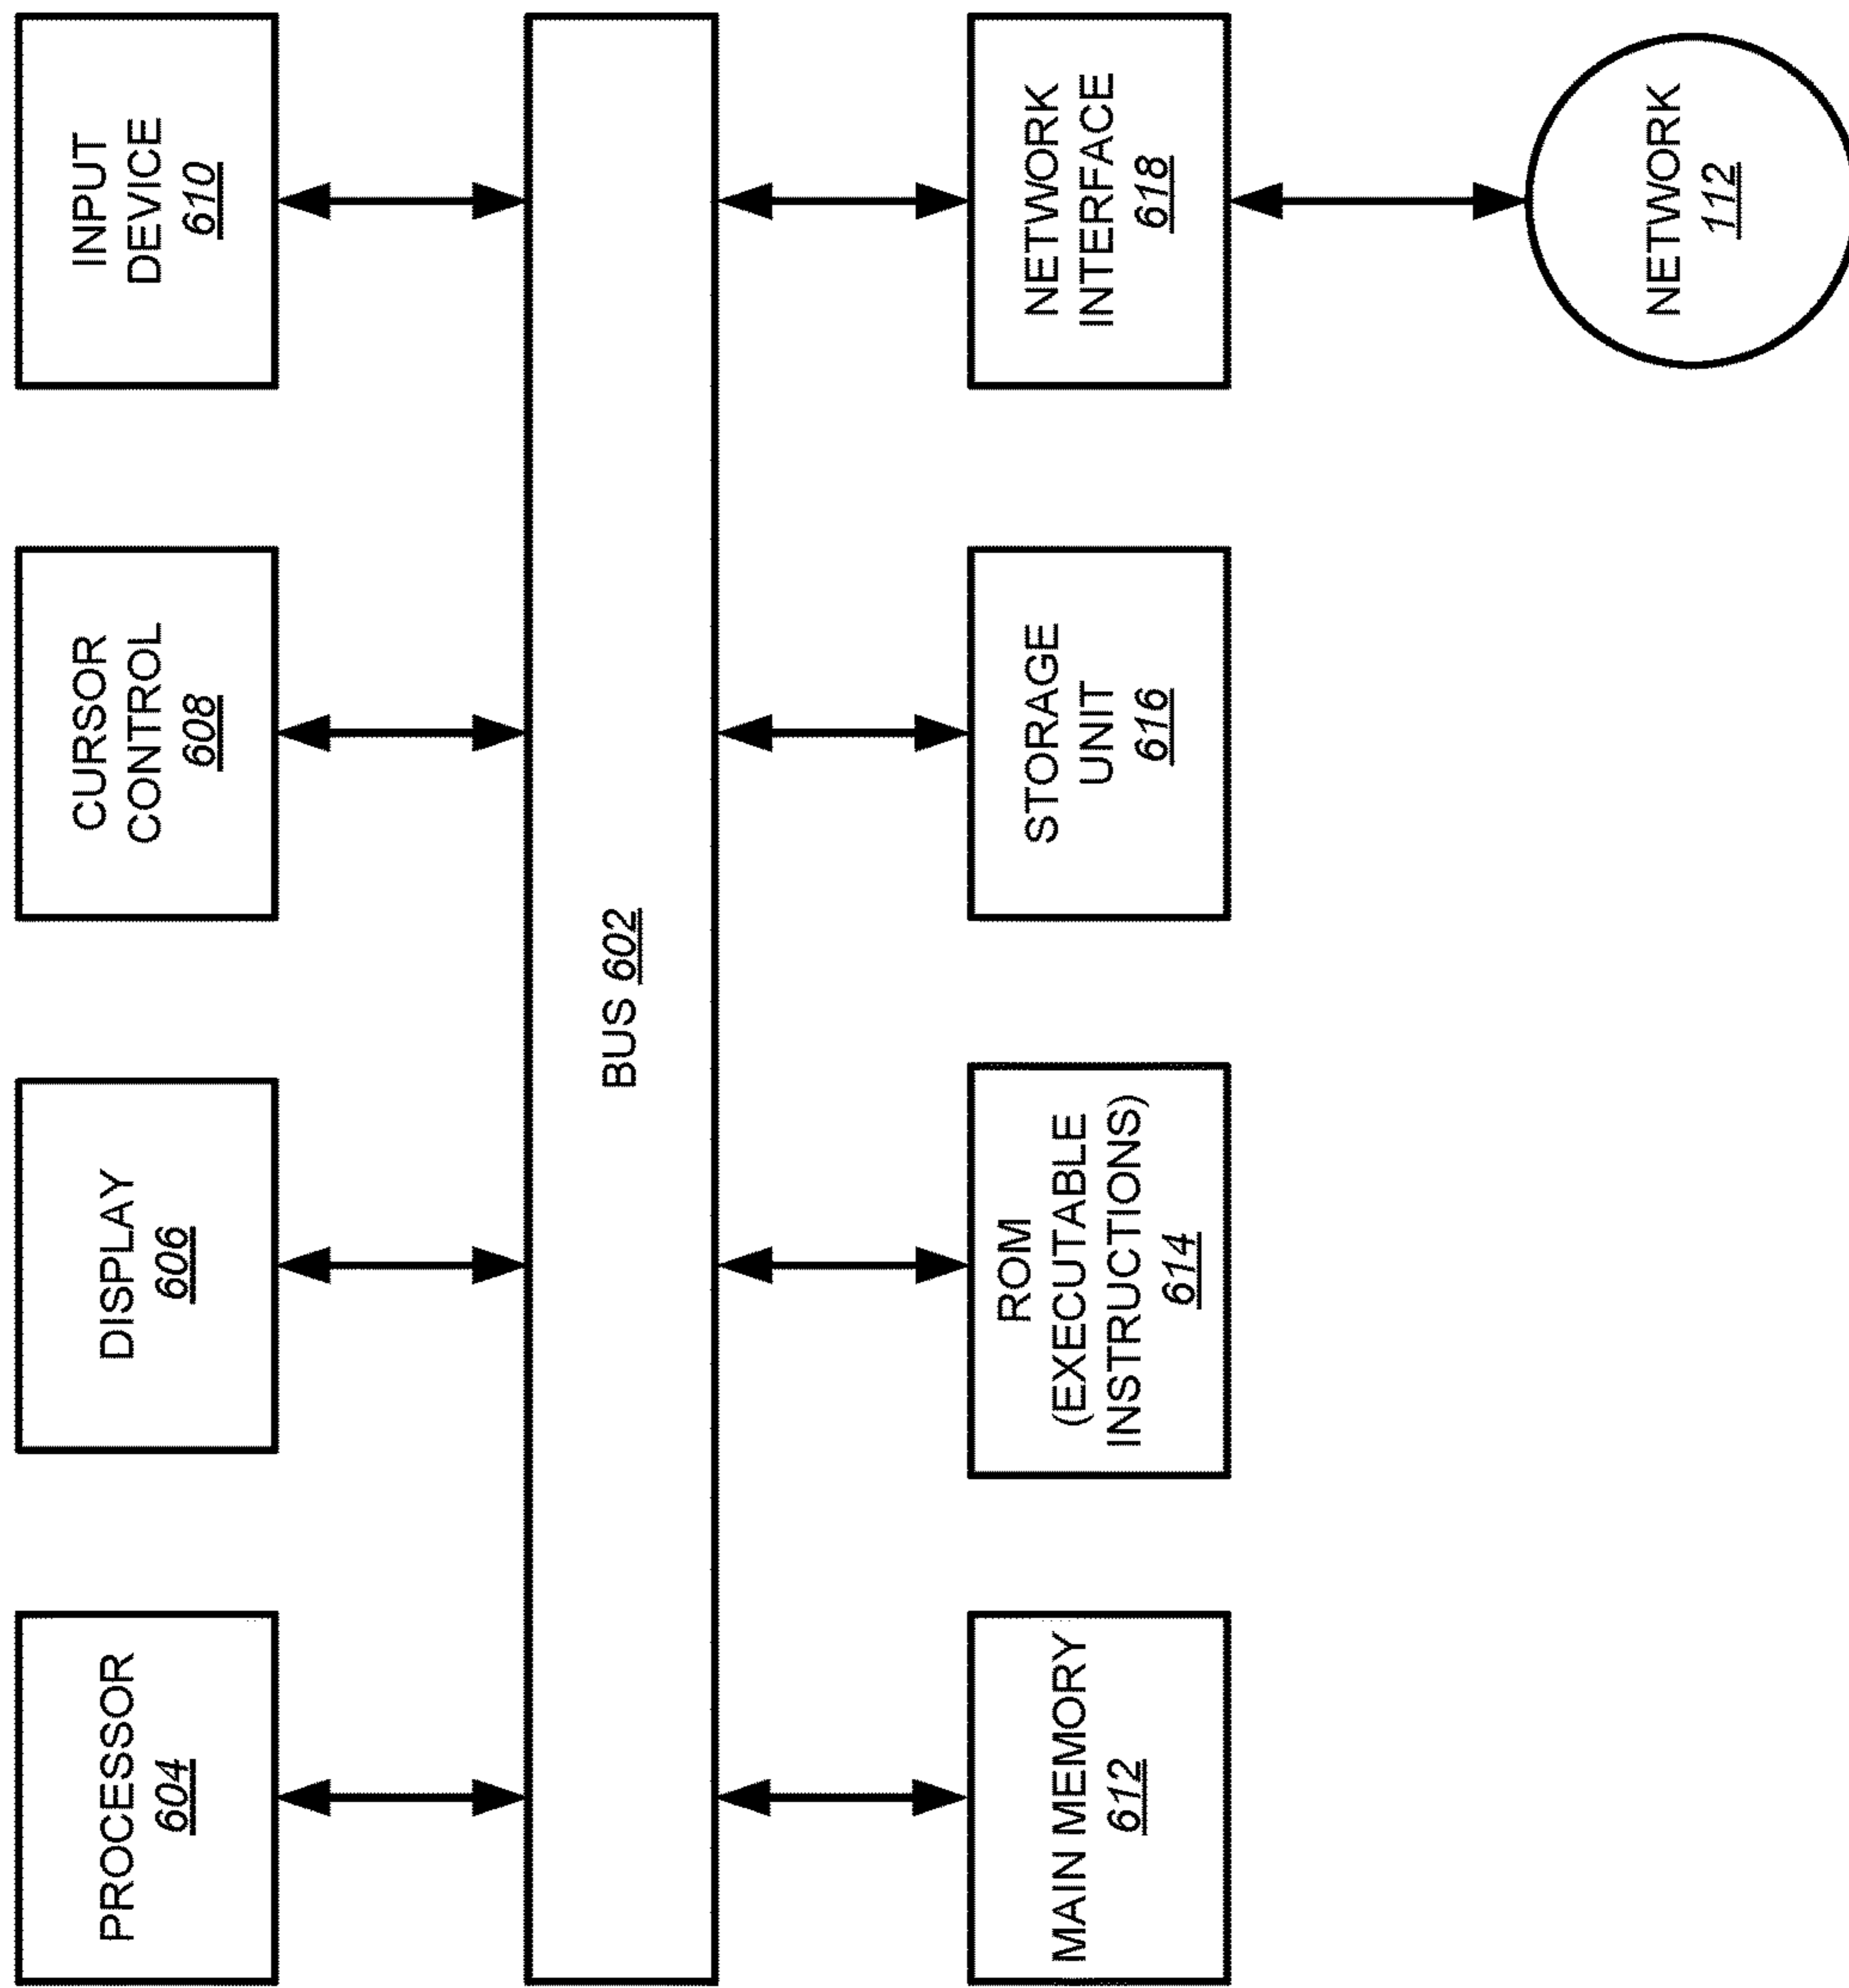 PROCESSOR
604
DISPLAY
606
CURSOR
CONTROL
608
INPUT
DEVICE
610
BUS 602
MAIN MEMORY
612
ROM
(EXECUTABLE
INSTRUCTIONS)
614
STORAGE
UNIT
616
NETWORK
INTERFACE
618
NETWORK
112